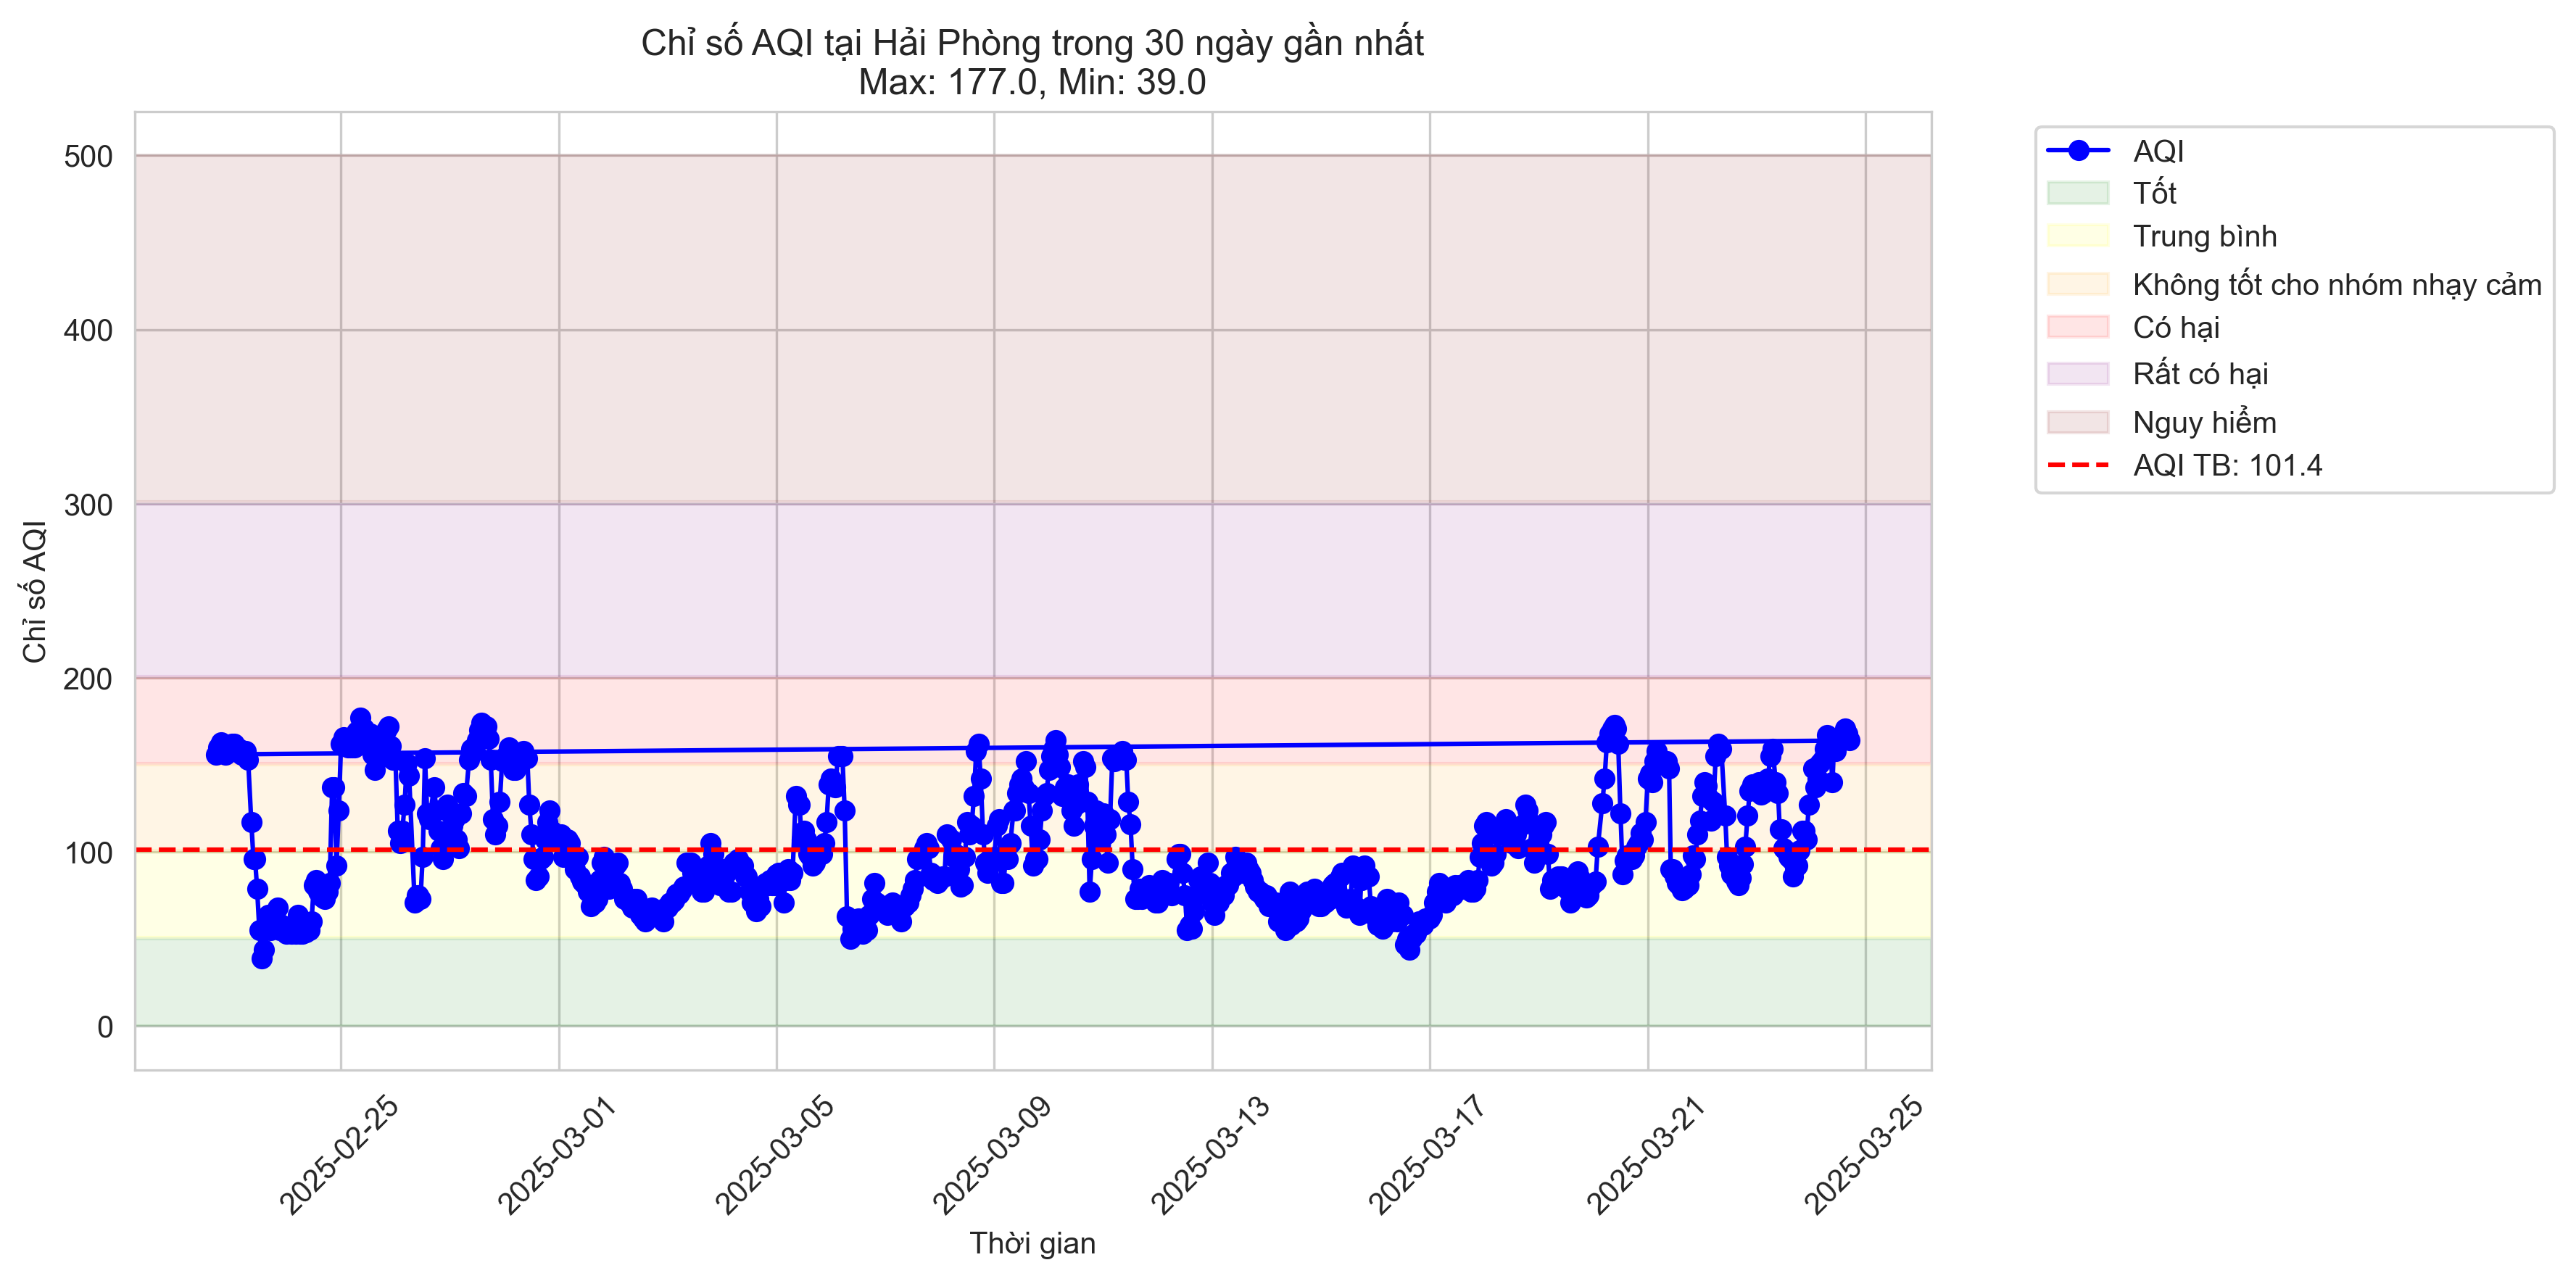 Chỉ số AQI tại Hải Phòng trong 30 ngày gần nhất
Max: 177.0, Min: 39.0
Chỉ số AQI
500
400
300
200
100
0
2025-02-25
2025-03-01
2025-03-05
2025-03-09
2025-03-13
2025-03-17
2025-03-21
2025-03-25
Thời gian
AQI
Tốt
Trung bình
Không tốt cho nhóm nhạy cảm
Có hại
Rất có hại
Nguy hiểm
AQI TB: 101.4